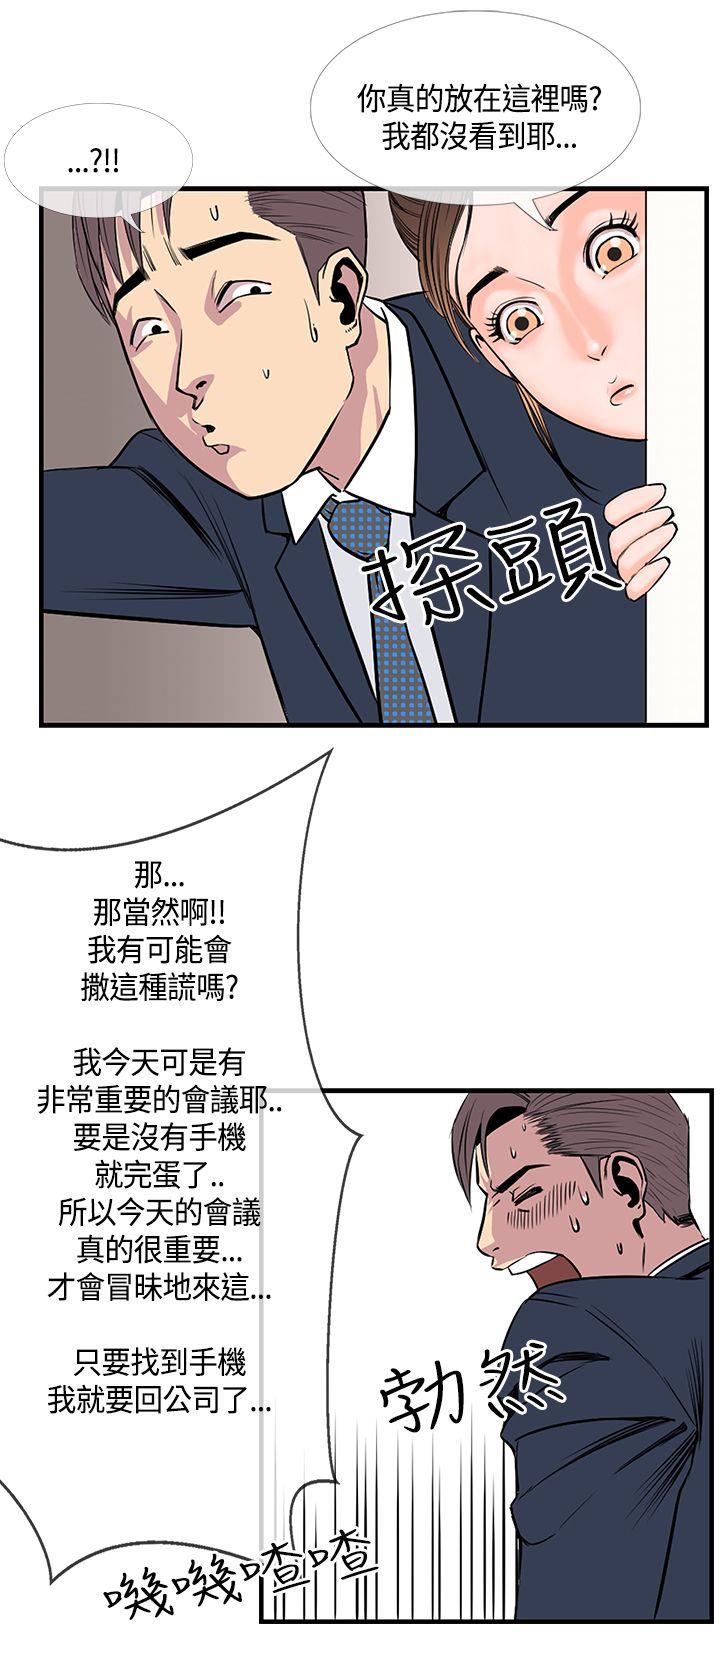 你真的放在這裡嗎?
我都沒看到耶...
...?!!
探頭
那...
那當然啊!!
我有可能會
撒這種謊嗎?
我今天可是有
非常重要的會議耶..
要是沒有手機
就完蛋了..
所以今天的會議
真的很重要...
才會冒昧地來這...
只要找到手機
我就要回公司了...
勃然
嘰嘰喳喳